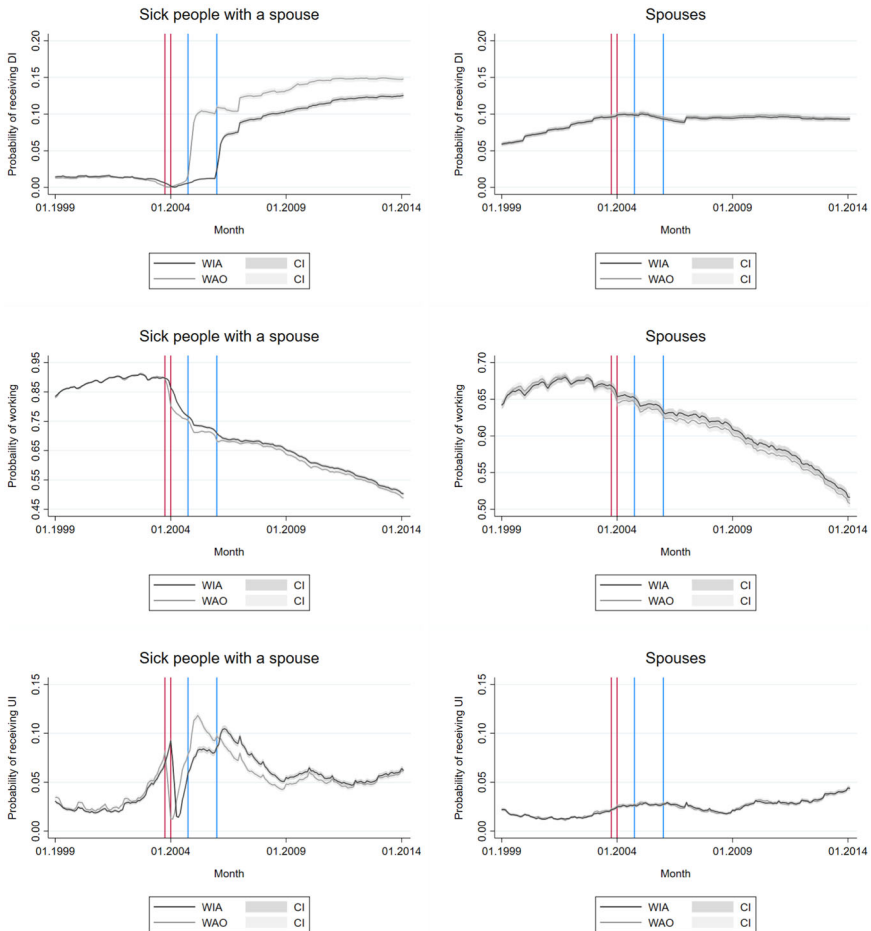 Sick people with a spouse
Probability of receiving DI
0.20
0.15
0.10
0.05
0.00
01.1999 01.2004 01.2009 01.2014
Month
WIA CI
WAO CI
Spouses
Probability of receiving DI
0.20
0.15
0.10
0.05
0.00
01.1999 01.2004 01.2009 01.2014
Month
WIA CI
WAO CI
Sick people with a spouse
Probbaility of working
0.95
0.85
0.75
0.65
0.55
0.45
01.1999 01.2004 01.2009 01.2014
Month
WIA CI
WAO CI
Spouses
Probability of working
0.70
0.65
0.60
0.55
0.50
01.1999 01.2004 01.2009 01.2014
Month
WIA CI
WAO CI
Sick people with a spouse
Probability of receiving UI
0.15
0.10
0.05
0.00
01.1999 01.2004 01.2009 01.2014
Month
WIA CI
WAO CI
Spouses
Probability of receiving UI
0.15
0.10
0.05
0.00
01.1999 01.2004 01.2009 01.2014
Month
WIA CI
WAO CI